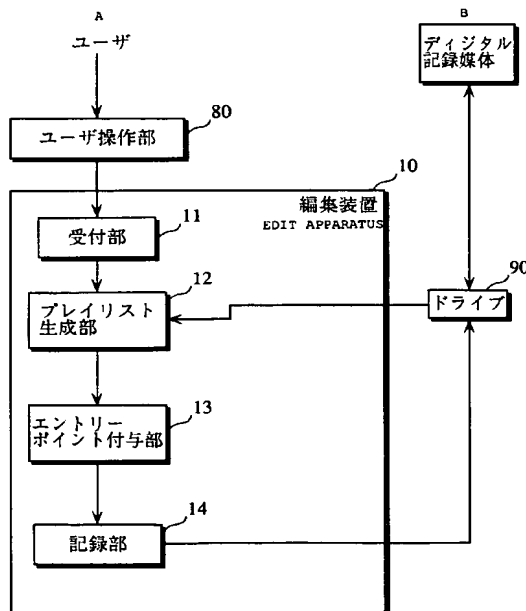 A
ユーザ
B
ディジタル
記録媒体
80
ユーザ操作部
10
編集装置
EDIT APPARATUS
11
受付部
12
プレイリスト
生成部
90
ドライブ
13
エントリー
ポイント付与部
14
記録部